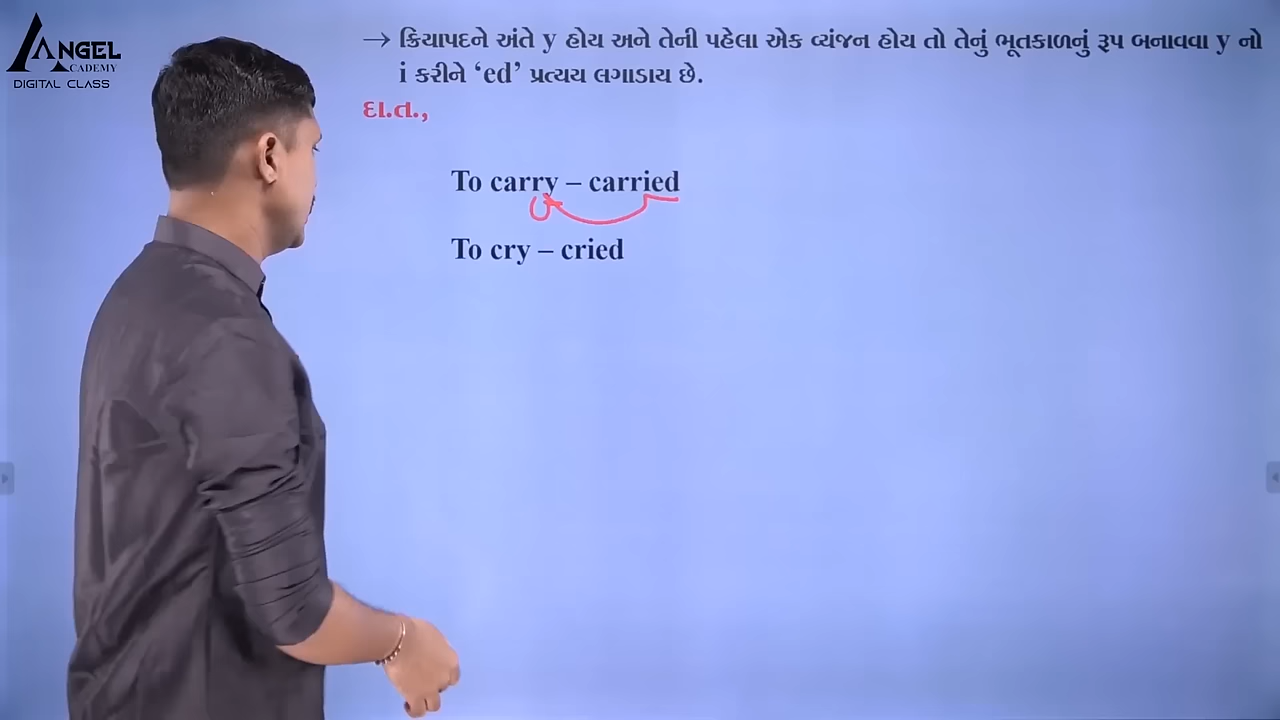 ANGEL
ACADEMY
DIGITAL CLASS
→ ક્રિયાપદને અંતે y હોય અને તેની પહેલા એક વ્યંજન હોય તો તેનું ભૂતકાળનું રૂપ બનાવવા y નો
i કરીને ‘ed’ પ્રત્યય લગાડાય છે.
દા.ત.,
To carry – carried
To cry – cried